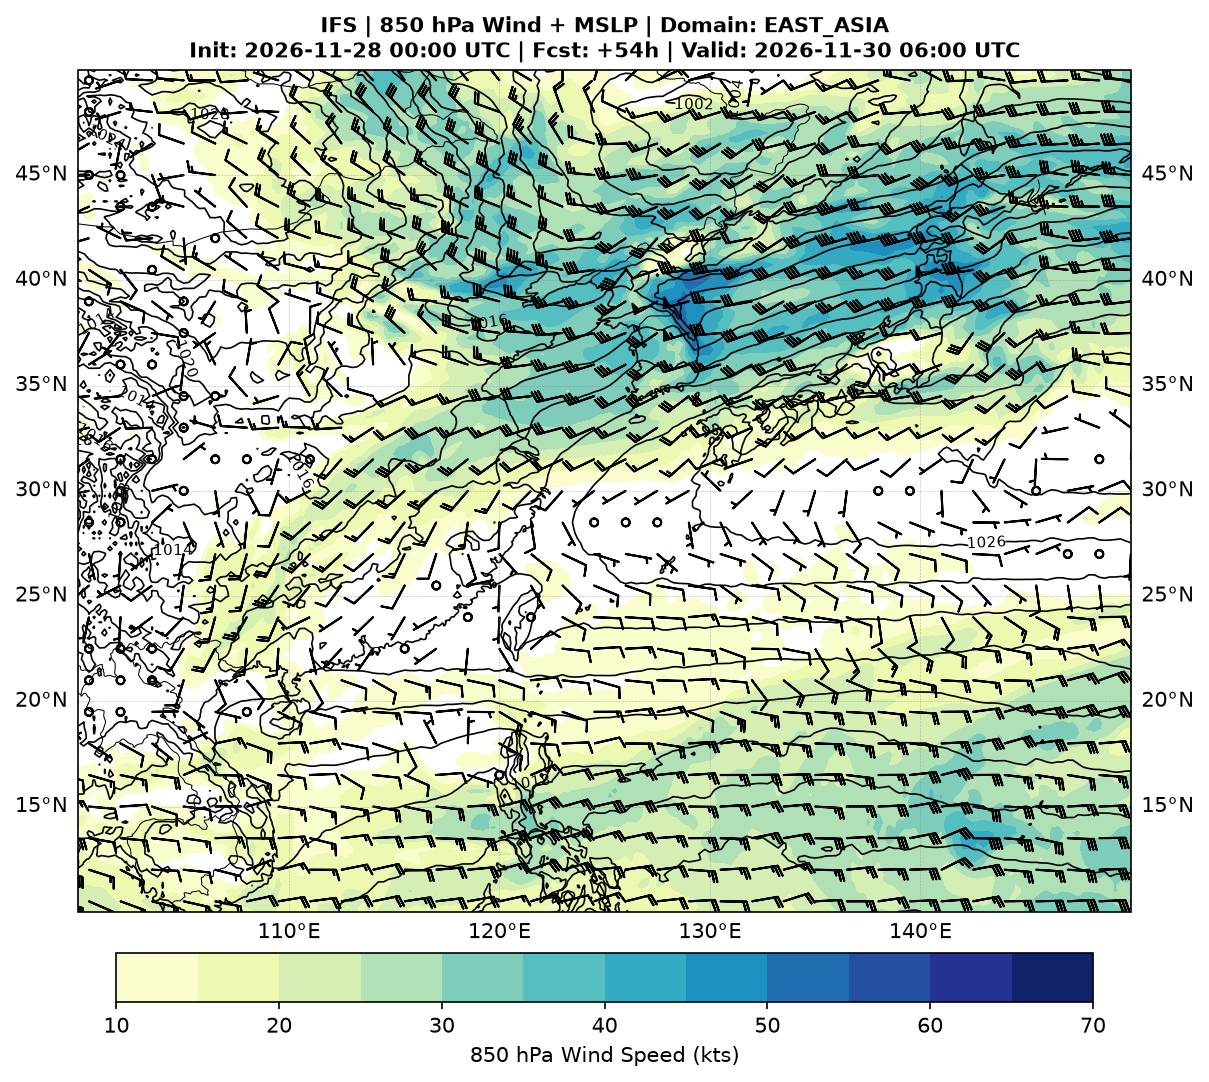 IFS | 850 hPa Wind + MSLP | Domain: EAST_ASIA
Init: 2026-11-28 00:00 UTC | Fcst: +54h | Valid: 2026-11-30 06:00 UTC
1002
45°N 45°N
40°N 40°N
1016
35°N 35°N
30°N 30°N
1026
1014
25°N 25°N
20°N 20°N
15°N 15°N
110°E 120°E 130°E 140°E
10 20 30 40 50 60 70
850 hPa Wind Speed (kts)